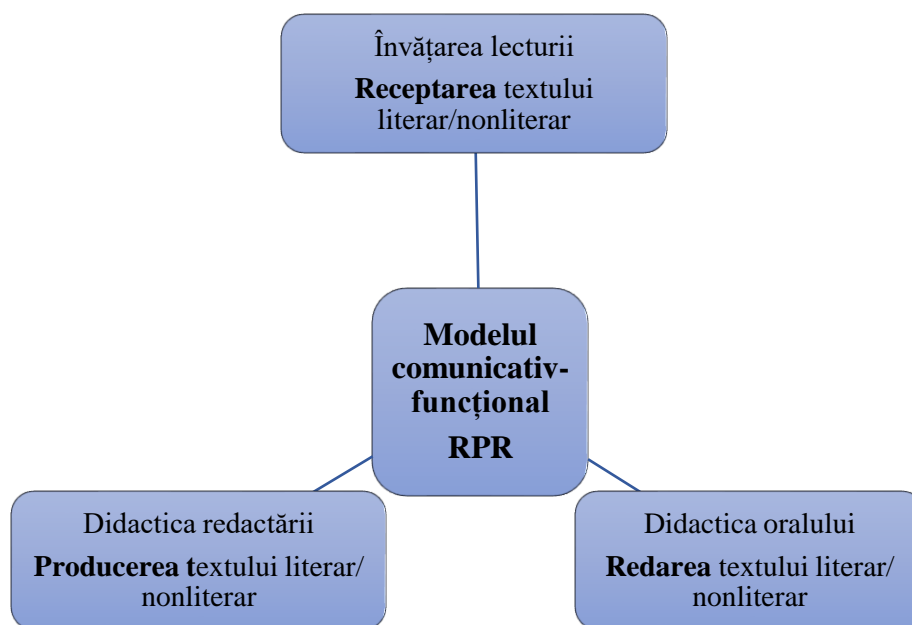 Învățarea lecturii
Receptarea textului
literar/nonliterar
Modelul
comunicativ-
funcțional
RPR
Didactica redactării
Producerea textului literar/
nonliterar
Didactica oralului
Redarea textului literar/
nonliterar